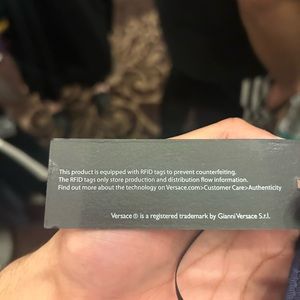 This product is equipped with RFiD tags to prevent counterfeiting.
The RFiD tags only store production and distribution flow information.
Find out more about the technology on Versace.com>Customer Care>Authenticity
Versace ® is a registered trademark by Gianni Versace S.r.l.